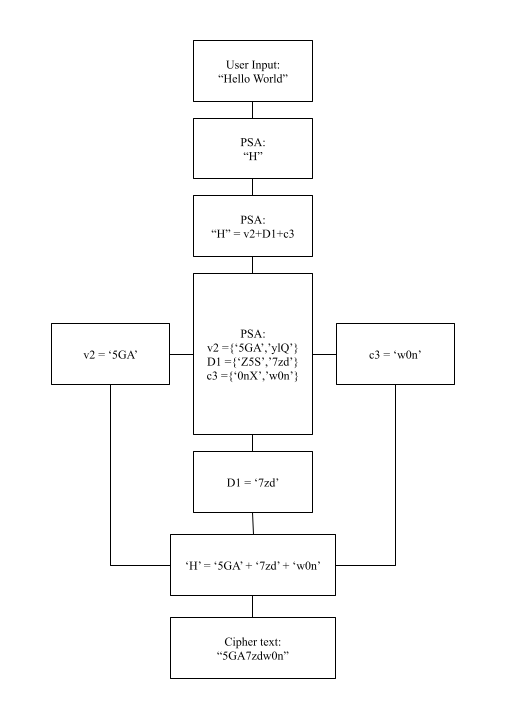 User Input:
“Hello World”
PSA:
“H”
PSA:
“H” = v2+D1+c3
PSA:
v2 ={‘5GA’,’ylQ’}
D1 ={‘Z5S’,’7zd’}
c3 ={‘0nX’,’w0n’}
v2 = ‘5GA’
c3 = ‘w0n’
D1 = ‘7zd’
‘H’ = ‘5GA’ + ‘7zd’ + ‘w0n’
Cipher text:
“5GA7zdw0n”